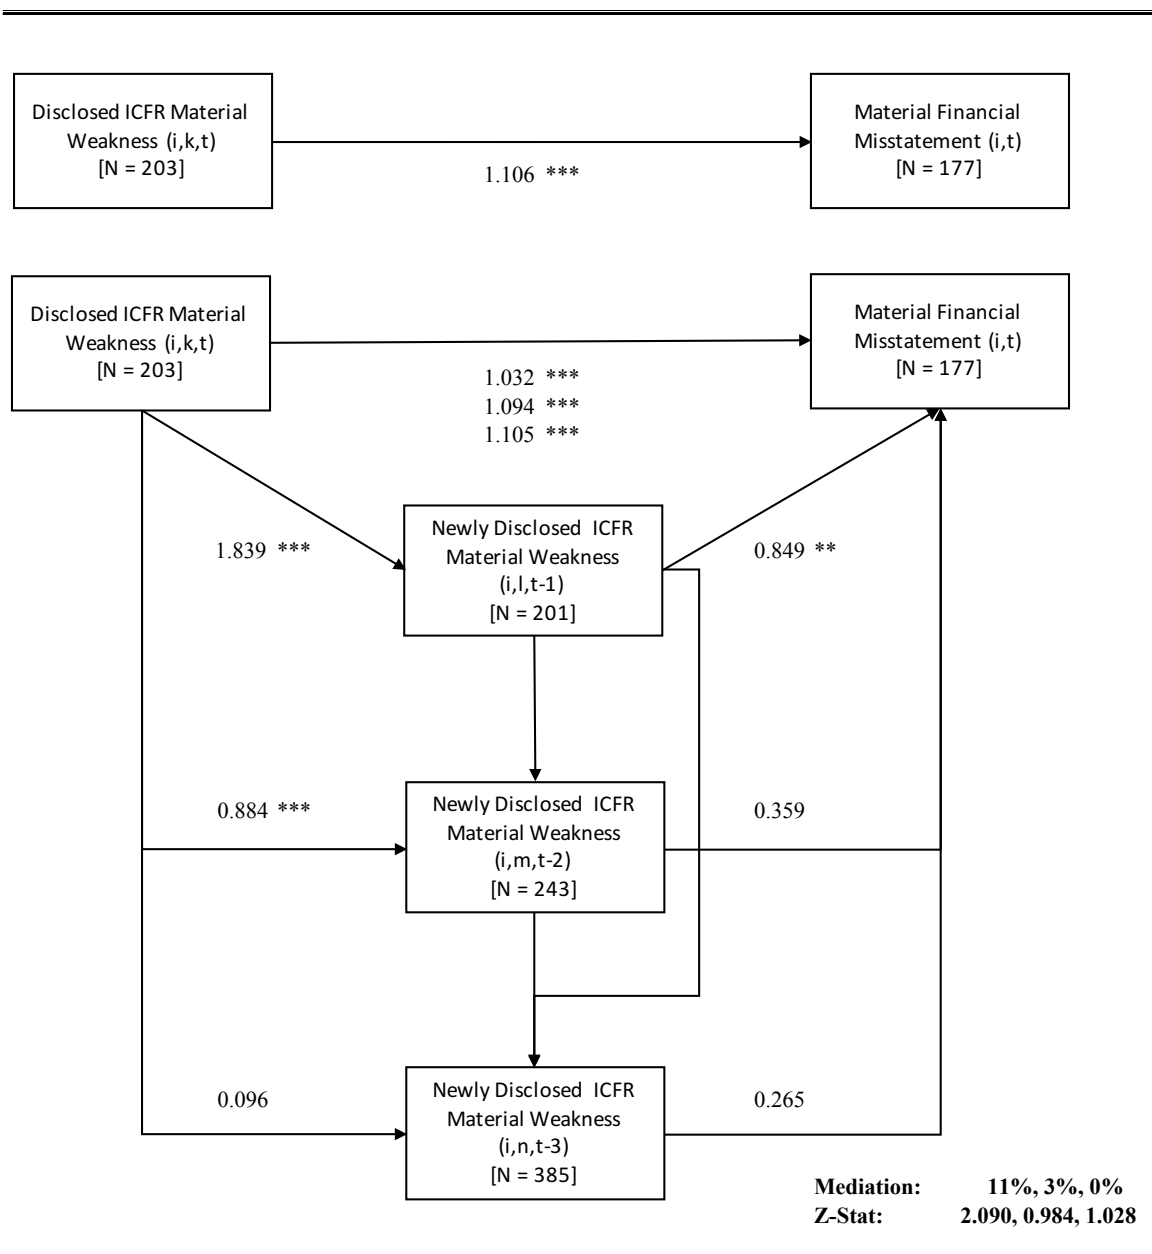 Disclosed ICFR Material
Weakness (i,k,t)
[N = 203]
1.106 ***
Material Financial
Misstatement (i,t)
[N = 177]
Disclosed ICFR Material
Weakness (i,k,t)
[N = 203]
1.032 ***
1.094 ***
1.105 ***
Material Financial
Misstatement (i,t)
[N = 177]
1.839 ***
Newly Disclosed ICFR
Material Weakness
(i,l,t-1)
[N = 201]
0.849 **
0.884 ***
Newly Disclosed ICFR
Material Weakness
(i,m,t-2)
[N = 243]
0.359
0.096
Newly Disclosed ICFR
Material Weakness
(i,n,t-3)
[N = 385]
0.265
Mediation: 11%, 3%, 0%
Z-Stat: 2.090, 0.984, 1.028